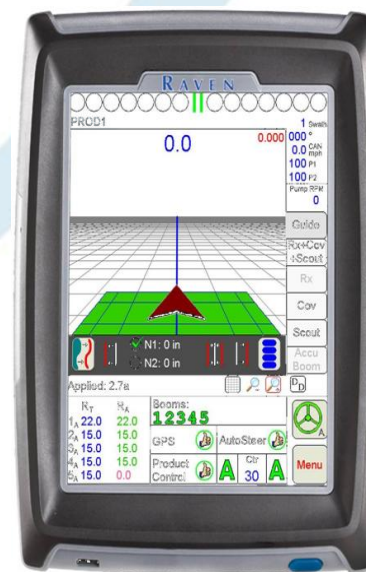 RAVEN
PROD1
0.0
0.000
1 Swath
000 °
0.0 CAN mph
100 P1
100 P2
Pump RPM
0
Guide
Rx+Cov
+Scout
Rx
Cov
Scout
Accu
Boom
N1: 0 in
N2: 0 in
Applied: 2.7a
PD
RT RA
1A 22.0 22.0
2A 15.0 15.0
3A 15.0 15.0
4A 15.0 15.0
5A 15.0 0.0
Booms:
12345
GPS
AutoSteer
Product
Control
A
Ctr
30
A
A
Menu